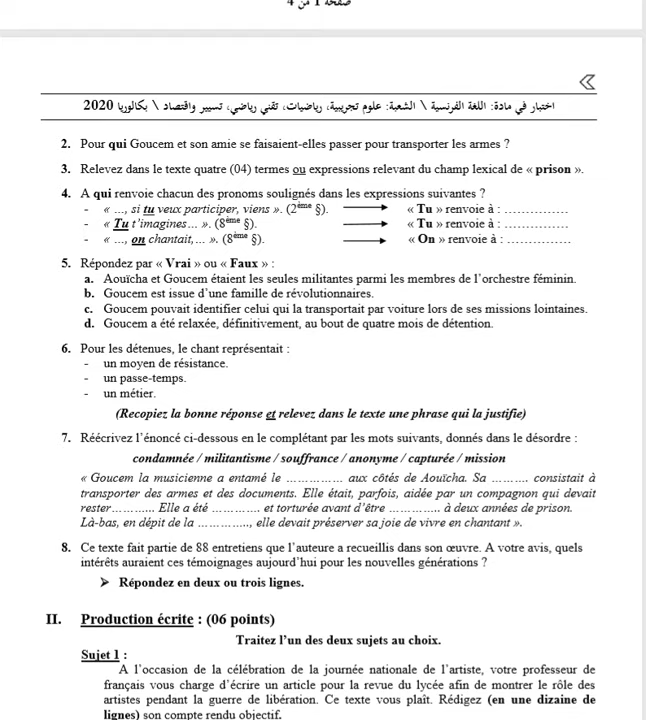 صفحة 1 من 4
اختبار في مادة: اللغة الفرنسية \ الشعبة: علوم تجريبية، رياضيات، تقني رياضي، تسيير واقتصاد \ بكالوريا 2020
2. Pour qui Goucem et son amie se faisaient-elles passer pour transporter les armes ?
3. Relevez dans le texte quatre (04) termes ou expressions relevant du champ lexical de « prison ».
4. A qui renvoie chacun des pronoms soulignés dans les expressions suivantes ?
- « ..., si tu veux participer, viens ». (2ème §). « Tu » renvoie à : ................
- « Tu t'imagines... ». (8ème §). « Tu » renvoie à : ................
- « ..., on chantait,... ». (8ème §). « On » renvoie à : ................
5. Répondez par « Vrai » ou « Faux » :
a. Aouïcha et Goucem étaient les seules militantes parmi les membres de l'orchestre féminin.
b. Goucem est issue d'une famille de révolutionnaires.
c. Goucem pouvait identifier celui qui la transportait par voiture lors de ses missions lointaines.
d. Goucem a été relaxée, définitivement, au bout de quatre mois de détention.
6. Pour les détenues, le chant représentait :
- un moyen de résistance.
- un passe-temps.
- un métier.
(Recopiez la bonne réponse et relevez dans le texte une phrase qui la justifie)
7. Réécrivez l'énoncé ci-dessous en le complétant par les mots suivants, donnés dans le désordre :
condamnée / militantisme / souffrance / anonyme / capturée / mission
« Goucem la musicienne a entamé le ............... aux côtés de Aouïcha. Sa .......... consistait à
transporter des armes et des documents. Elle était, parfois, aidée par un compagnon qui devait
rester............ Elle a été ............. et torturée avant d'être .............. à deux années de prison.
Là-bas, en dépit de la .............., elle devait préserver sa joie de vivre en chantant ».
8. Ce texte fait partie de 88 entretiens que l'auteure a recueillis dans son œuvre. A votre avis, quels
intérêts auraient ces témoignages aujourd'hui pour les nouvelles générations ?
➢ Répondez en deux ou trois lignes.
II. Production écrite : (06 points)
Traitez l'un des deux sujets au choix.
Sujet 1 :
A l'occasion de la célébration de la journée nationale de l'artiste, votre professeur de
français vous charge d'écrire un article pour la revue du lycée afin de montrer le rôle des
artistes pendant la guerre de libération. Ce texte vous plaît. Rédigez (en une dizaine de
lignes) son compte rendu objectif.